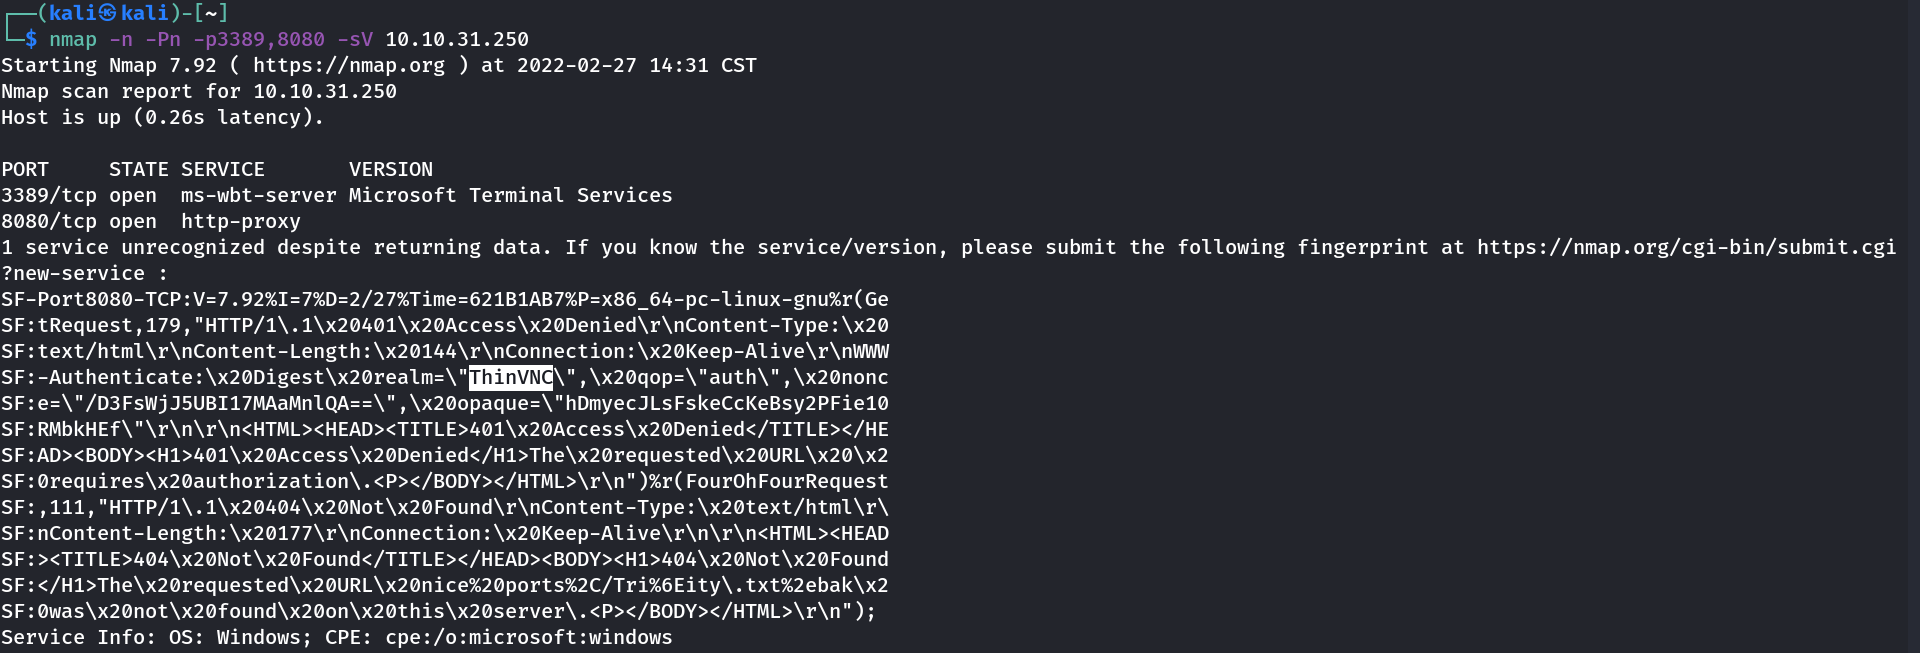 ┌──(kali㉿kali)-[~]
└─$ nmap -n -Pn -p3389,8080 -sV 10.10.31.250
Starting Nmap 7.92 ( https://nmap.org ) at 2022-02-27 14:31 CST
Nmap scan report for 10.10.31.250
Host is up (0.26s latency).

PORT     STATE SERVICE       VERSION
3389/tcp open  ms-wbt-server Microsoft Terminal Services
8080/tcp open  http-proxy
1 service unrecognized despite returning data. If you know the service/version, please submit the following fingerprint at https://nmap.org/cgi-bin/submit.cgi
?new-service :
SF-Port8080-TCP:V=7.92%I=7%D=2/27%Time=621B1AB7%P=x86_64-pc-linux-gnu%r(Ge
SF:tRequest,179,"HTTP/1\.1\x20401\x20Access\x20Denied\r\nContent-Type:\x20
SF:text/html\r\nContent-Length:\x20144\r\nConnection:\x20Keep-Alive\r\nWWW
SF:-Authenticate:\x20Digest\x20realm=\"ThinVNC\",\x20qop=\"auth\",\x20nonc
SF:e=\"/D3FsWjJ5UBI17MAaMnlQA==\",\x20opaque=\"hDmyecJLsFskeCcKeBsy2PFie10
SF:RMbkHEf\"\r\n\r\n<HTML><HEAD><TITLE>401\x20Access\x20Denied</TITLE></HE
SF:AD><BODY><H1>401\x20Access\x20Denied</H1>The\x20requested\x20URL\x20\x2
SF:0requires\x20authorization\.<P></BODY></HTML>\r\n")%r(FourOhFourRequest
SF:,111,"HTTP/1\.1\x20404\x20Not\x20Found\r\nContent-Type:\x20text/html\r\
SF:nContent-Length:\x20177\r\nConnection:\x20Keep-Alive\r\n\r\n<HTML><HEAD
SF:><TITLE>404\x20Not\x20Found</TITLE></HEAD><BODY><H1>404\x20Not\x20Found
SF:</H1>The\x20requested\x20URL\x20nice%20ports%2C/Tri%6Eity\.txt%2ebak\x2
SF:0was\x20not\x20found\x20on\x20this\x20server\.<P></BODY></HTML>\r\n");
Service Info: OS: Windows; CPE: cpe:/o:microsoft:windows